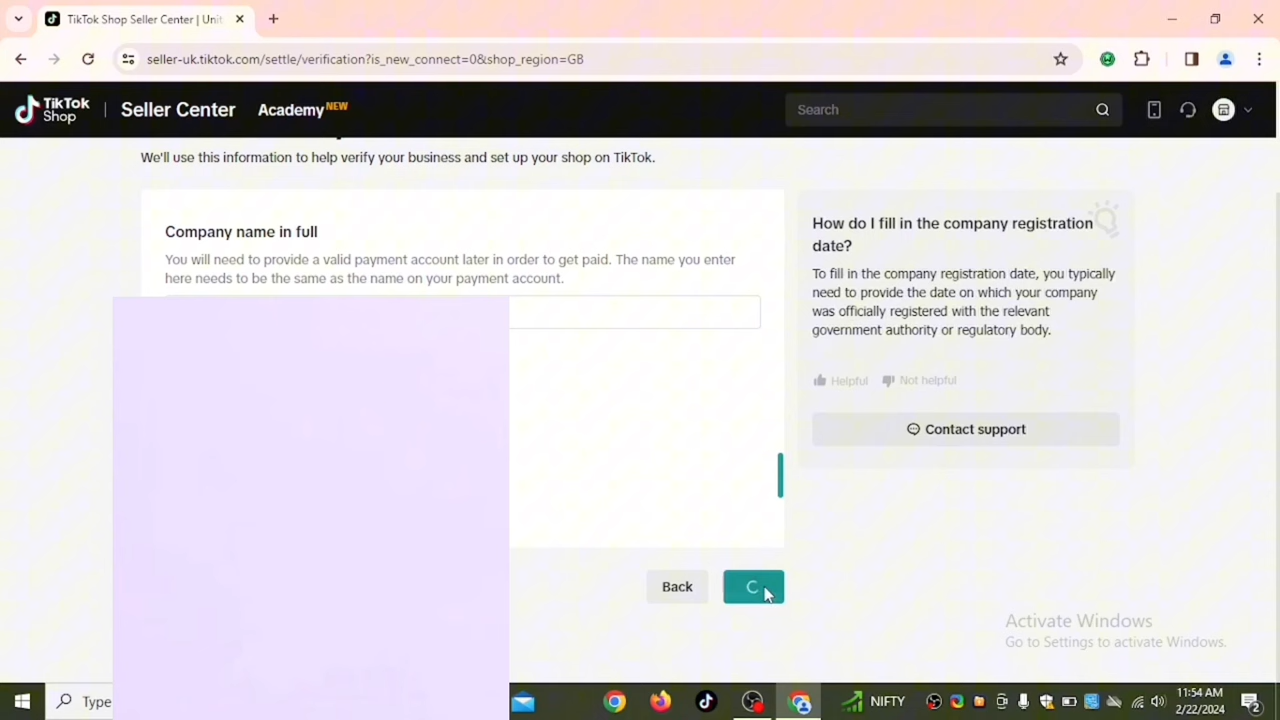 TikTok Shop Seller Center | Unit
seller-uk.tiktok.com/settle/verification?is_new_connect=0&shop_region=GB
TikTok
Shop
Seller Center
Academy NEW
Search
We'll use this information to help verify your business and set up your shop on TikTok.
Company name in full
You will need to provide a valid payment account later in order to get paid. The name you enter
here needs to be the same as the name on your payment account.
How do I fill in the company registration
date?
To fill in the company registration date, you typically
need to provide the date on which your company
was officially registered with the relevant
government authority or regulatory body.
Helpful
Not helpful
Contact support
Back
Activate Windows
Go to Settings to activate Windows.
Type
NIFTY
11:54 AM
2/22/2024
2